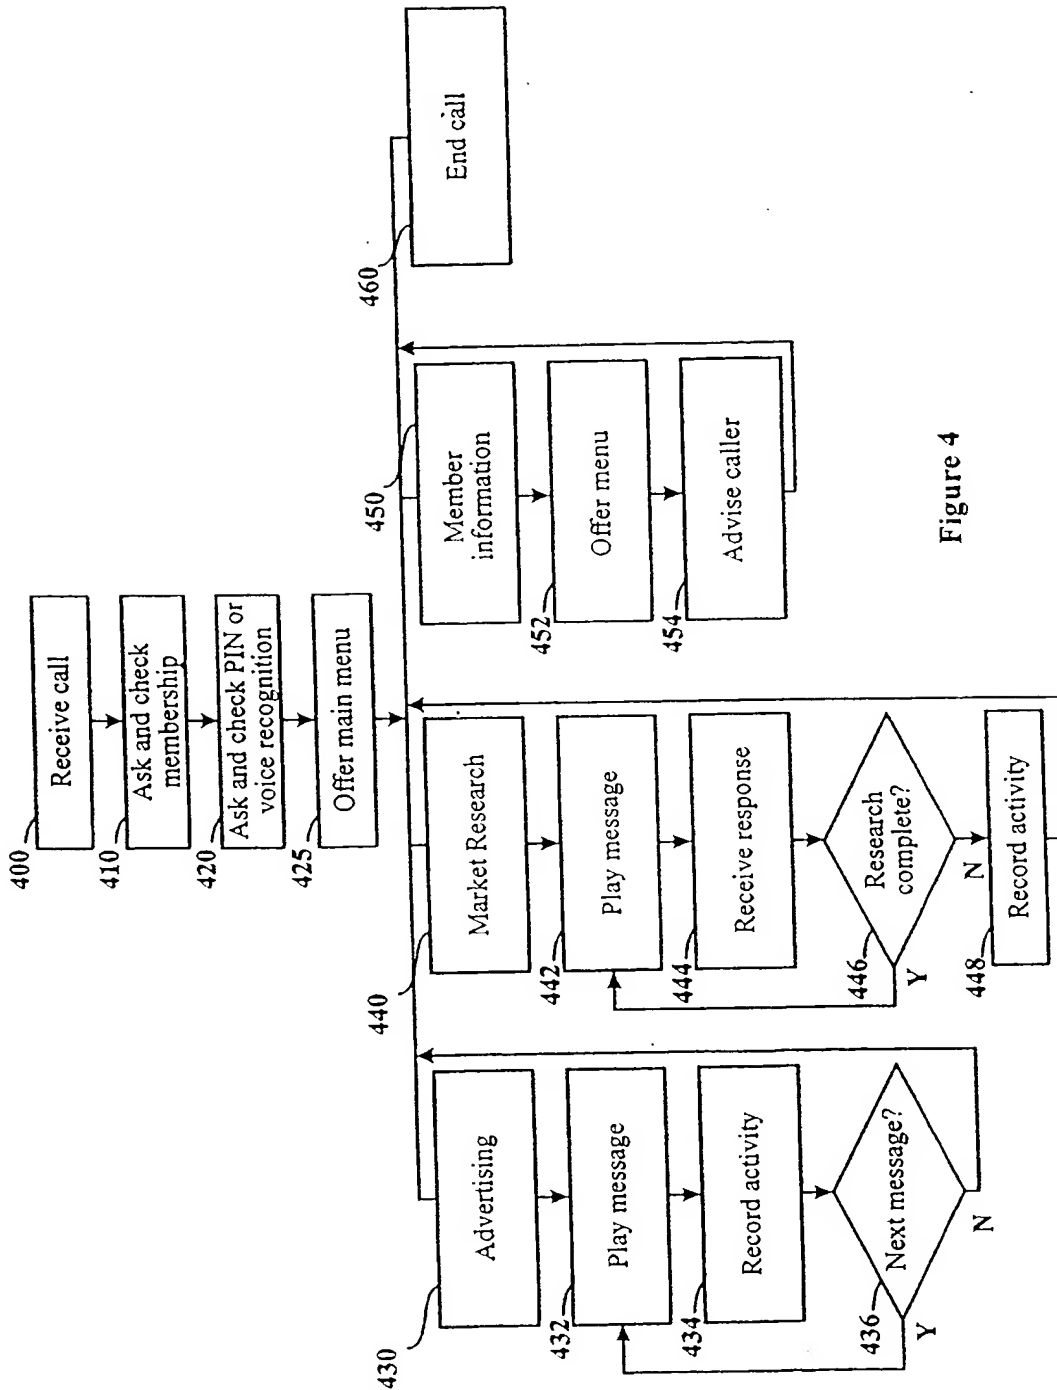 400
Receive call
410
Ask and check
membership
420
Ask and check PIN or
voice recognition
425
Offer main menu
430
Advertising
432
Play message
434
Record activity
436
Next message?
Y
N
440
Market Research
442
Play message
444
Receive response
446
Research
complete?
Y
N
448
Record activity
450
Member
information
452
Offer menu
454
Advise caller
460
End call
Figure 4